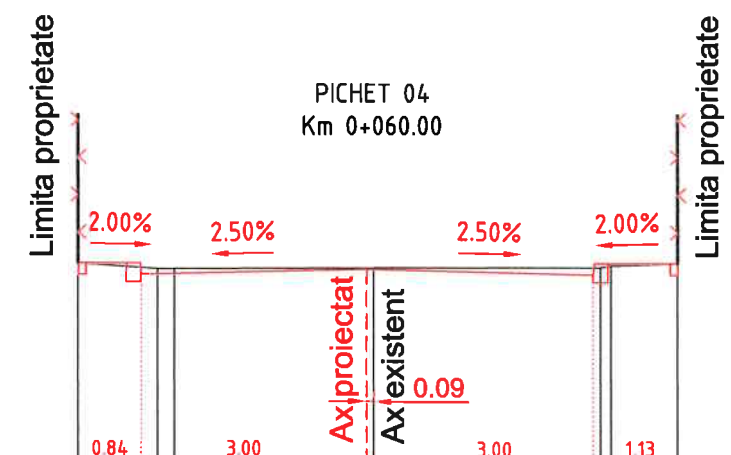 Limita proprietate
PICHET 04
Km 0+060.00
Limita proprietate
2.00%
2.50%
2.50%
2.00%
Ax proiectat
Ax existent
0.09
0.84
3.00
3.00
1.13